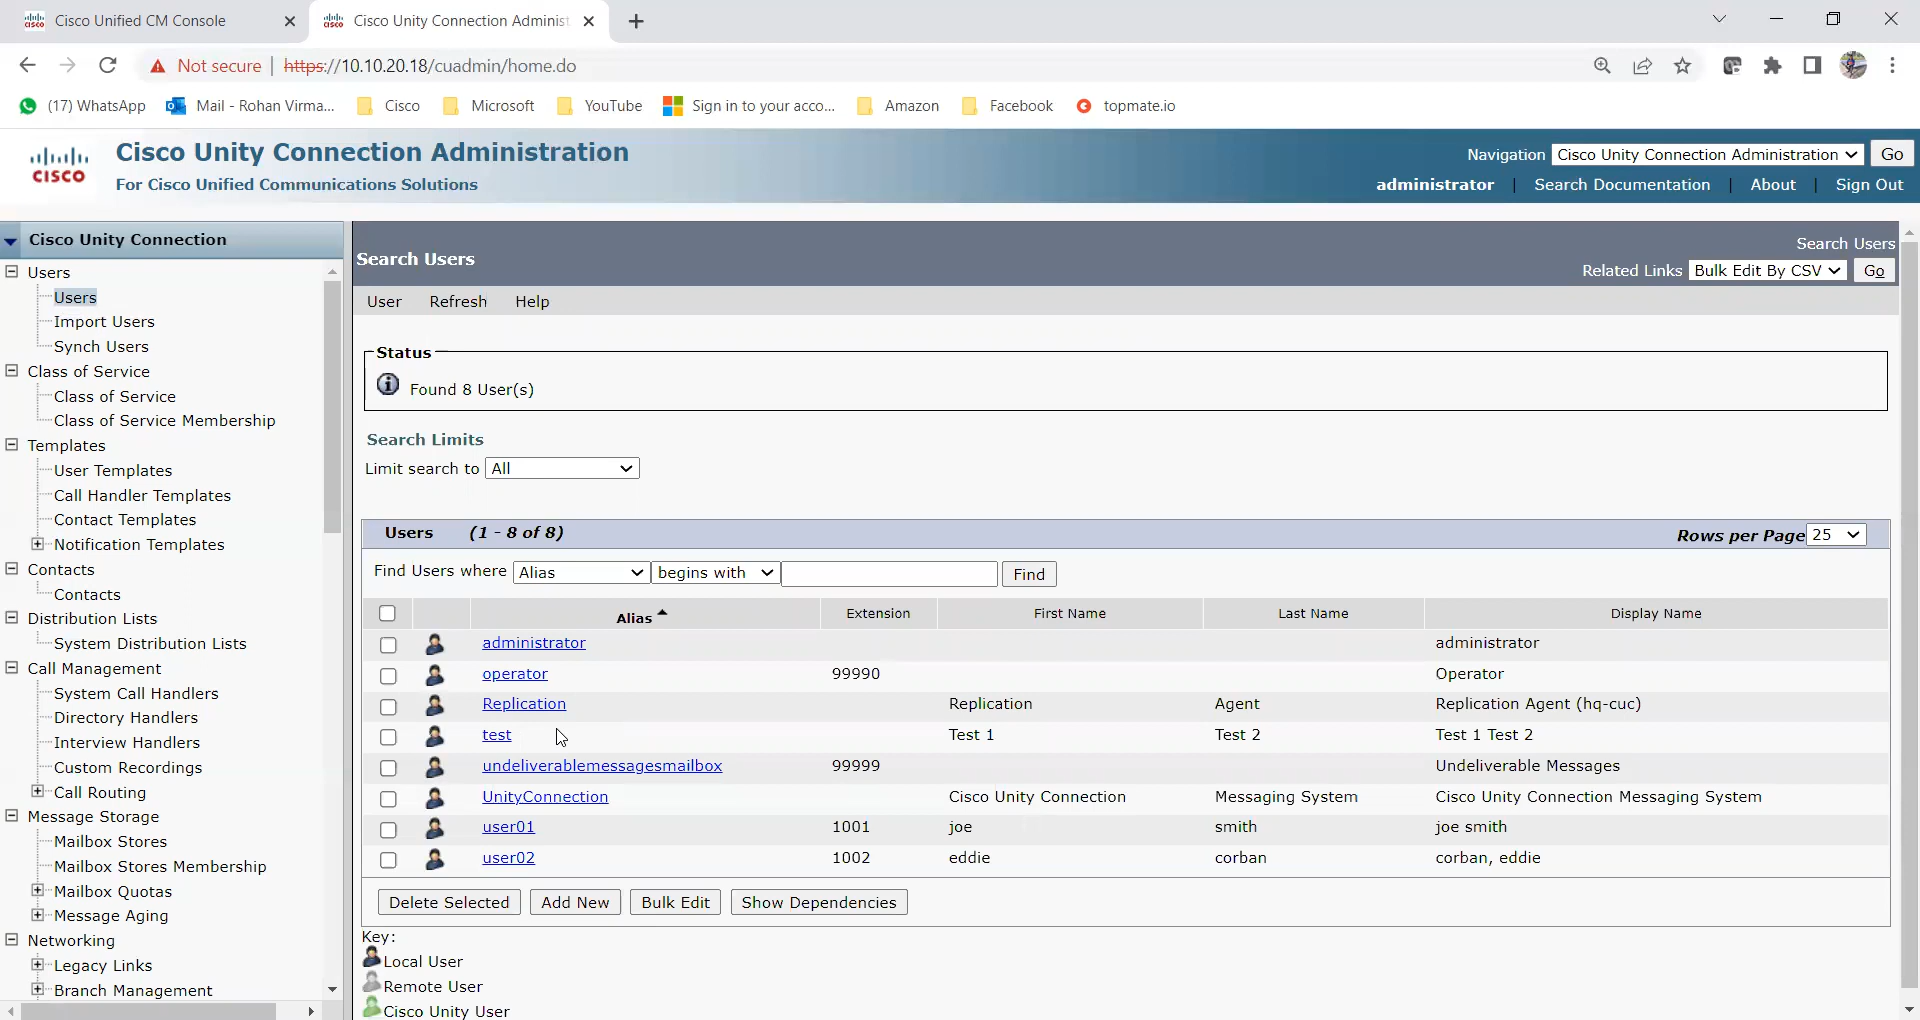 Cisco Unified CM Console
Cisco Unity Connection Administ
Not secure | https://10.10.20.18/cuadmin/home.do
(17) WhatsApp Mail - Rohan Virma... Cisco Microsoft YouTube Sign in to your acco... Amazon Facebook topmate.io
cisco
Cisco Unity Connection Administration
For Cisco Unified Communications Solutions
Navigation Cisco Unity Connection Administration Go
administrator | Search Documentation | About | Sign Out
Cisco Unity Connection
Users
Users
Import Users
Synch Users
Class of Service
Class of Service
Class of Service Membership
Templates
User Templates
Call Handler Templates
Contact Templates
Notification Templates
Contacts
Contacts
Distribution Lists
System Distribution Lists
Call Management
System Call Handlers
Directory Handlers
Interview Handlers
Custom Recordings
Call Routing
Message Storage
Mailbox Stores
Mailbox Stores Membership
Mailbox Quotas
Message Aging
Networking
Legacy Links
Branch Management
Search Users
Search Users
Related Links Bulk Edit By CSV Go
User Refresh Help
Status
Found 8 User(s)
Search Limits
Limit search to All
Users (1 - 8 of 8)
Rows per Page 25
Find Users where Alias begins with Find
Alias Extension First Name Last Name Display Name
administrator administrator
operator 99990 Operator
Replication Replication Agent Replication Agent (hq-cuc)
test Test 1 Test 2 Test 1 Test 2
undeliverablemessagesmailbox 99999 Undeliverable Messages
UnityConnection Cisco Unity Connection Messaging System Cisco Unity Connection Messaging System
user01 1001 joe smith joe smith
user02 1002 eddie corban corban, eddie
Delete Selected Add New Bulk Edit Show Dependencies
Key:
Local User
Remote User
Cisco Unity User